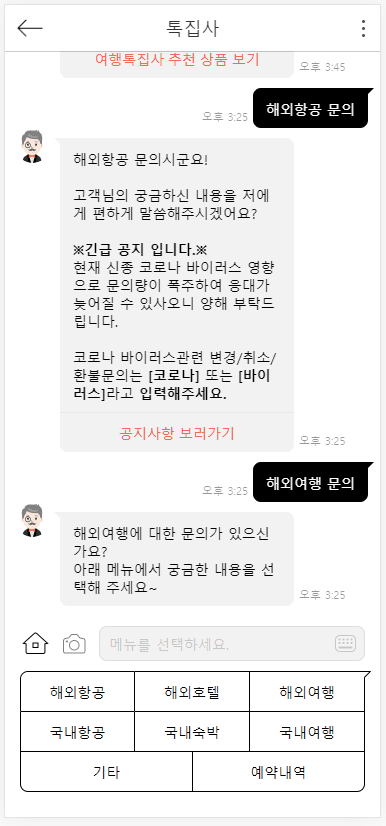 톡집사
여행톡집사 추천 상품 보기
오후 3:45
오후 3:25
해외항공 문의
해외항공 문의시군요!
고객님의 궁금하신 내용을 저에
게 편하게 말씀해주시겠어요?
※긴급 공지 입니다.※
현재 신종 코로나 바이러스 영향
으로 문의량이 폭주하여 응대가
늦어질 수 있사오니 양해 부탁드
립니다.
코로나 바이러스관련 변경/취소/
환불문의는 [코로나] 또는 [바이
러스]라고 입력해주세요.
공지사항 보러가기
오후 3:25
오후 3:25
해외여행 문의
해외여행에 대한 문의가 있으신
가요?
아래 메뉴에서 궁금한 내용을 선
택해 주세요~
오후 3:25
메뉴를 선택하세요.
해외항공 해외호텔 해외여행
국내항공 국내숙박 국내여행
기타 예약내역